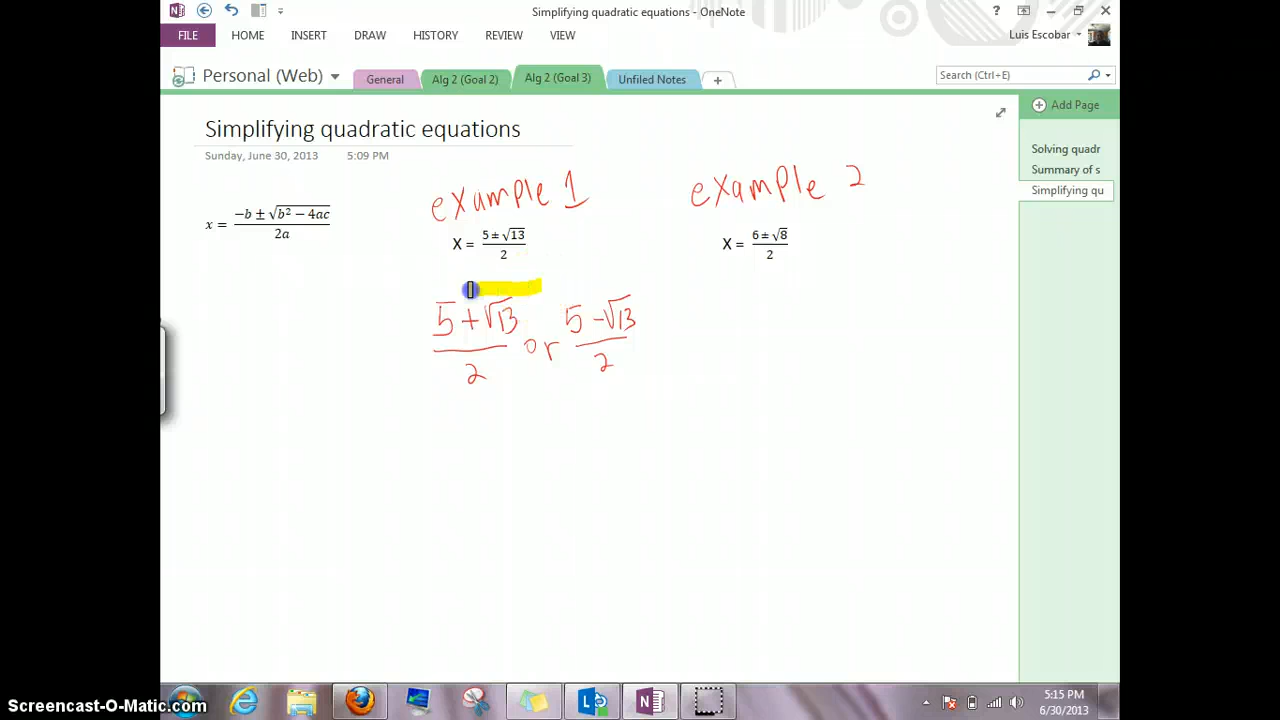 Simplifying quadratic equations - OneNote
?
FILE HOME INSERT DRAW HISTORY REVIEW VIEW
Luis Escobar
Personal (Web) General Alg 2 (Goal 2) Alg 2 (Goal 3) Unfiled Notes +
Search (Ctrl+E)
Add Page
Simplifying quadratic equations
Sunday, June 30, 2013 5:09 PM
Solving quadr
Summary of s
Simplifying qu
example 1
example 2
x = (-b ± √(b² − 4ac)) / 2a
X = (5 ± √13) / 2
X = (6 ± √8) / 2
(5 + √13) / 2 or (5 − √13) / 2
Screencast-O-Matic.com
5:15 PM
6/30/2013